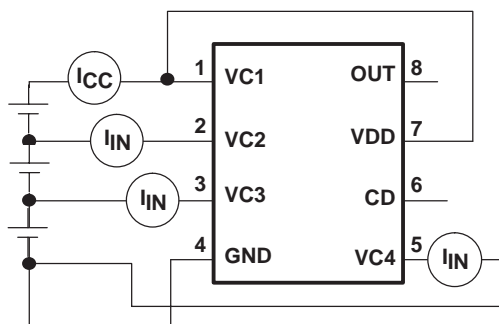 ICC
1 VC1 OUT 8
IIN
2 VC2 VDD 7
IIN
3 VC3 CD 6
4 GND VC4 5
IIN